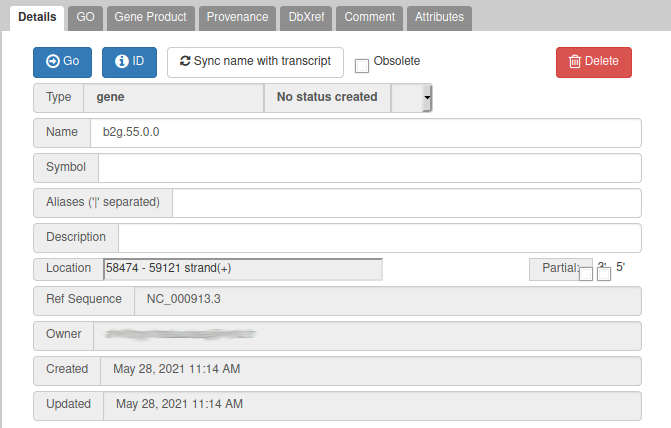 Details GO Gene Product Provenance DbXref Comment Attributes
Go ID Sync name with transcript Obsolete Delete
Type gene No status created
Name b2g.55.0.0
Symbol
Aliases ('|' separated)
Description
Location 58474 - 59121 strand(+) Partial: 3' 5'
Ref Sequence NC_000913.3
Owner
Created May 28, 2021 11:14 AM
Updated May 28, 2021 11:14 AM